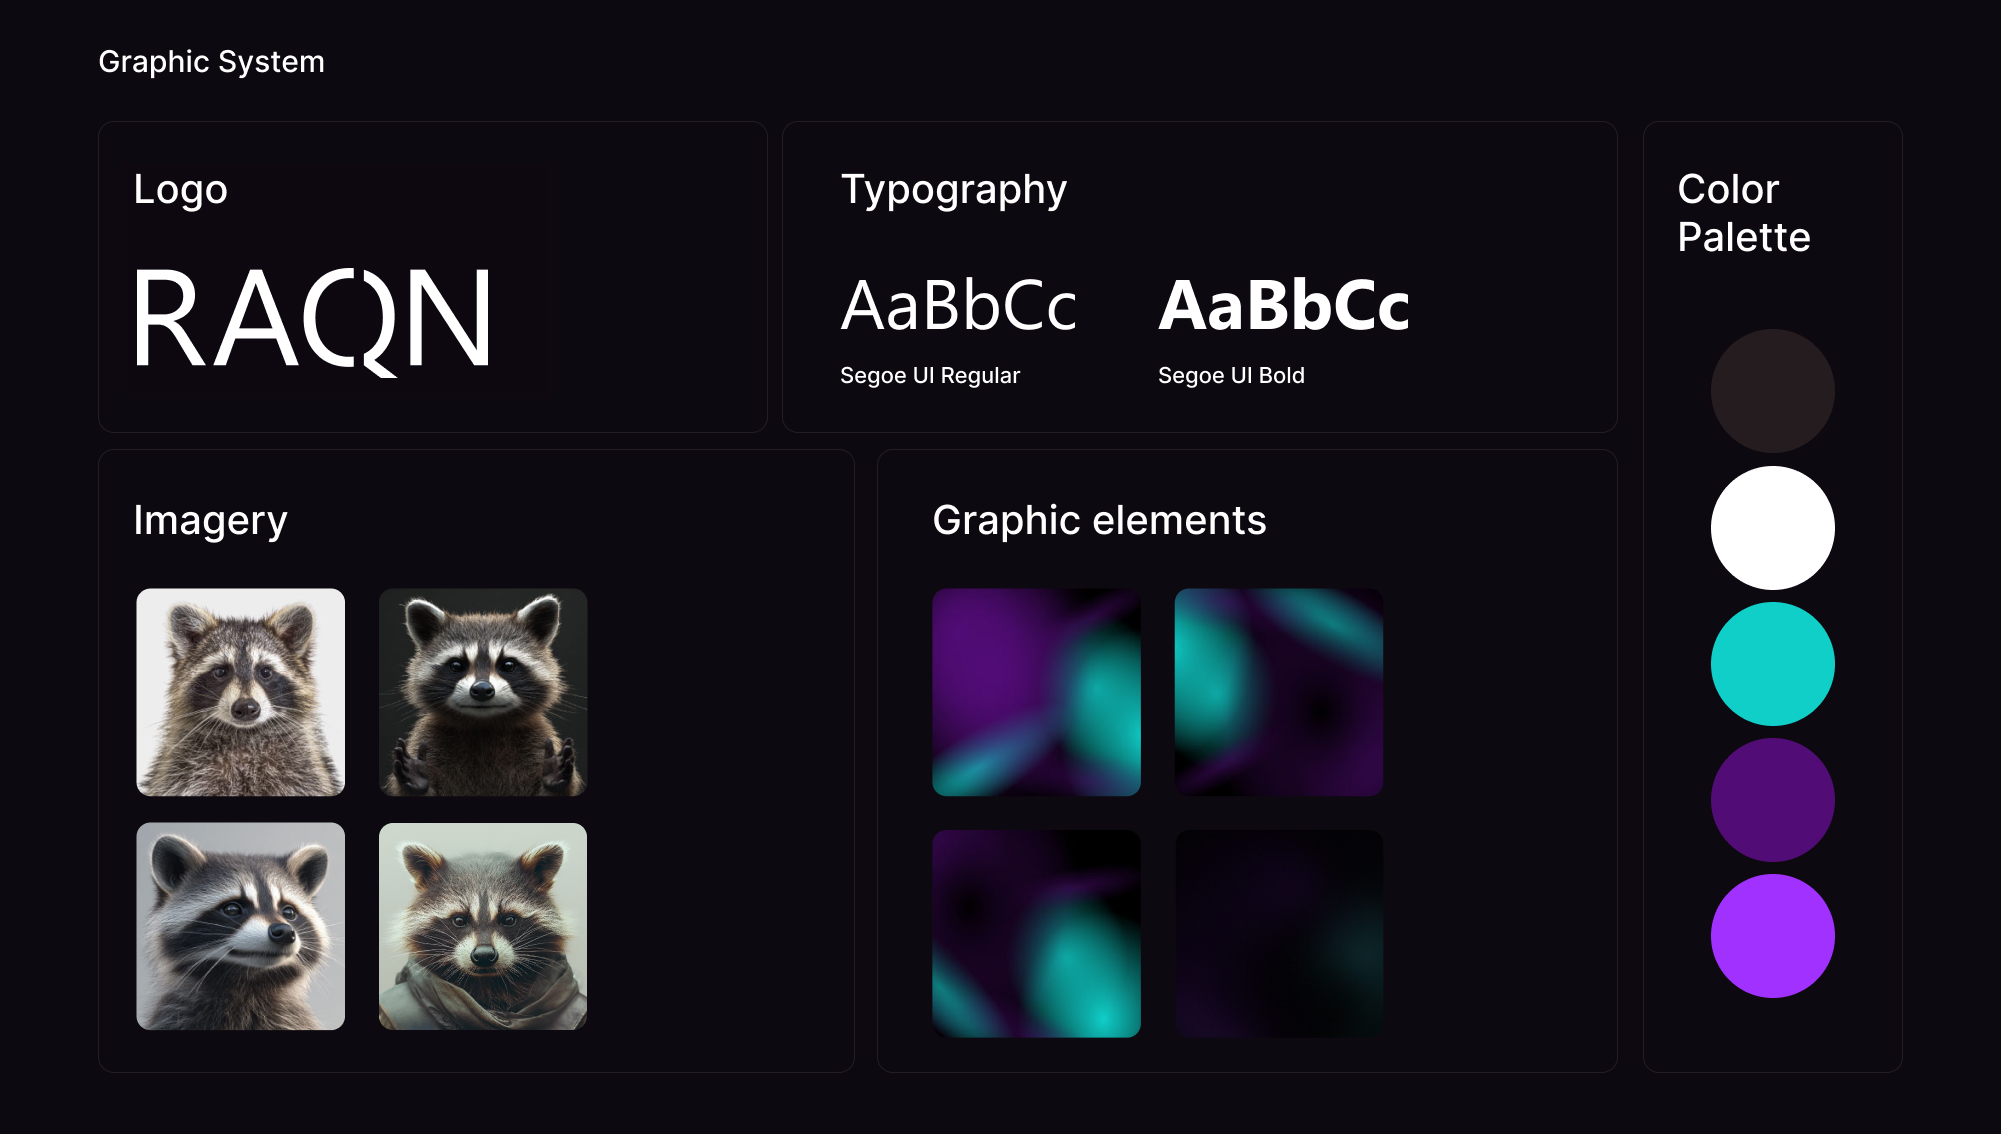 Graphic System
Logo
RAQN
Typography
AaBbCc
AaBbCc
Segoe UI Regular
Segoe UI Bold
Color
Palette
Imagery
Graphic elements